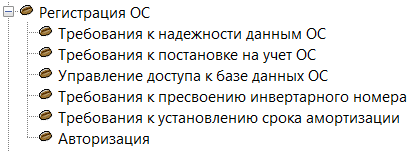 Регистрация ОС
Требования к надежности данным ОС
Требования к постановке на учет ОС
Управление доступа к базе данных ОС
Требования к пресвоению инвертарного номера
Требования к установлению срока амортизации
Авторизация